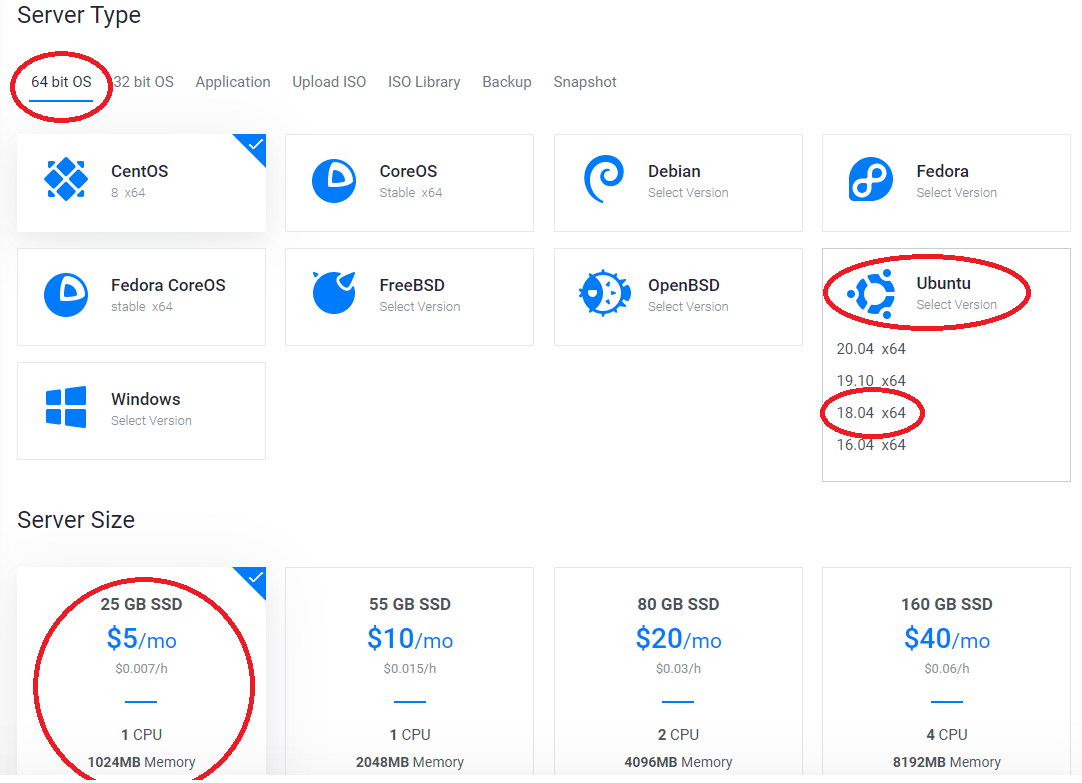 Server Type
64 bit OS 32 bit OS Application Upload ISO ISO Library Backup Snapshot
CentOS CoreOS Debian Fedora
8 x64 Stable x64 Select Version Select Version
Fedora CoreOS FreeBSD OpenBSD Ubuntu
stable x64 Select Version Select Version Select Version
20.04 x64
19.10 x64
Windows
18.04 x64
Select Version
16.04 x64
Server Size
25 GB SSD 55 GB SSD 80 GB SSD 160 GB SSD
$5/mo $10/mo $20/mo $40/mo
$0.007/h $0.015/h $0.03/h $0.06/h
1 CPU 1 CPU 2 CPU 4 CPU
1024MB Memory 2048MB Memory 4096MB Memory 8192MB Memory